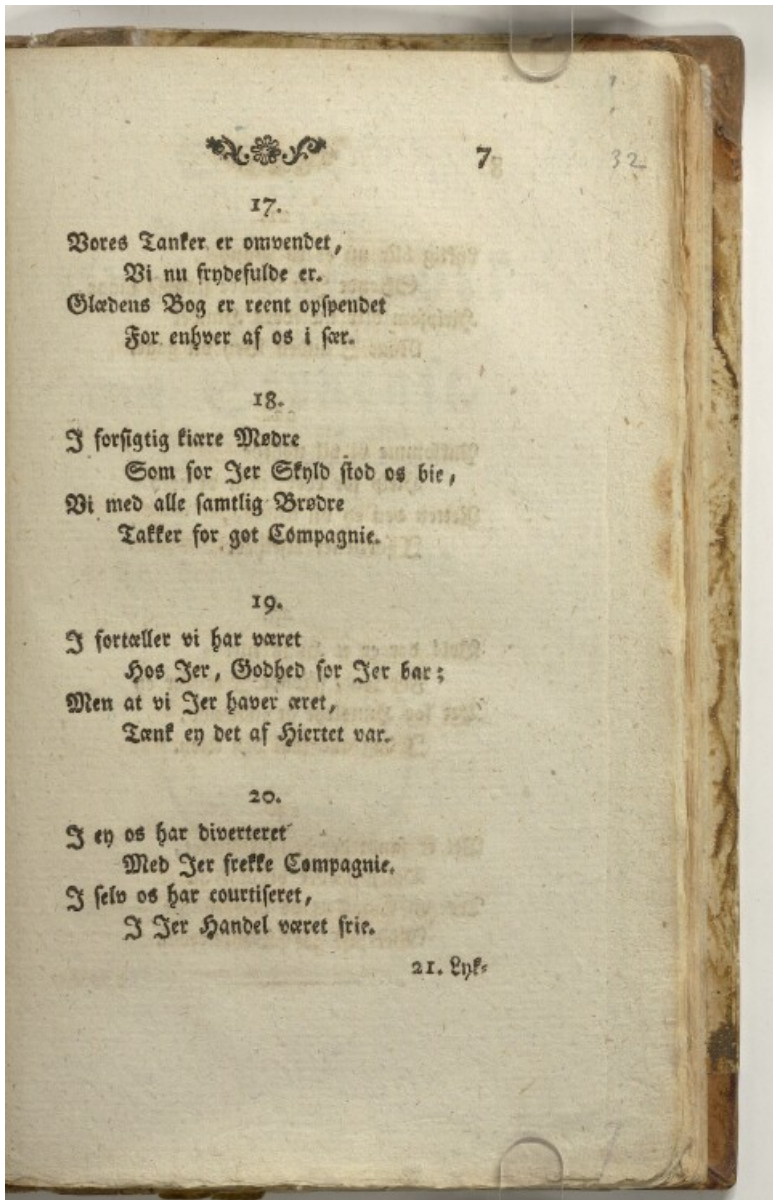 7
32
17.
Vores Tanker er omvendet,
Vi nu frydefulde er.
Glædens Bog er reent opspendet
For enhver af os i sær.
18.
I forsigtig kiære Mødre
Som for Jer Skyld stod os bie,
Vi med alle samtlig Brødre
Takker for got Compagnie.
19.
I fortæller vi har været
Hos Jer, Godhed for Jer bar;
Men at vi Jer haver æret,
Tænk ey det af Hiertet var.
20.
I ey os har diverteret
Med Jer frekke Compagnie.
I selv os har courtiseret,
I Jer Handel været frie.
21. Lyk-